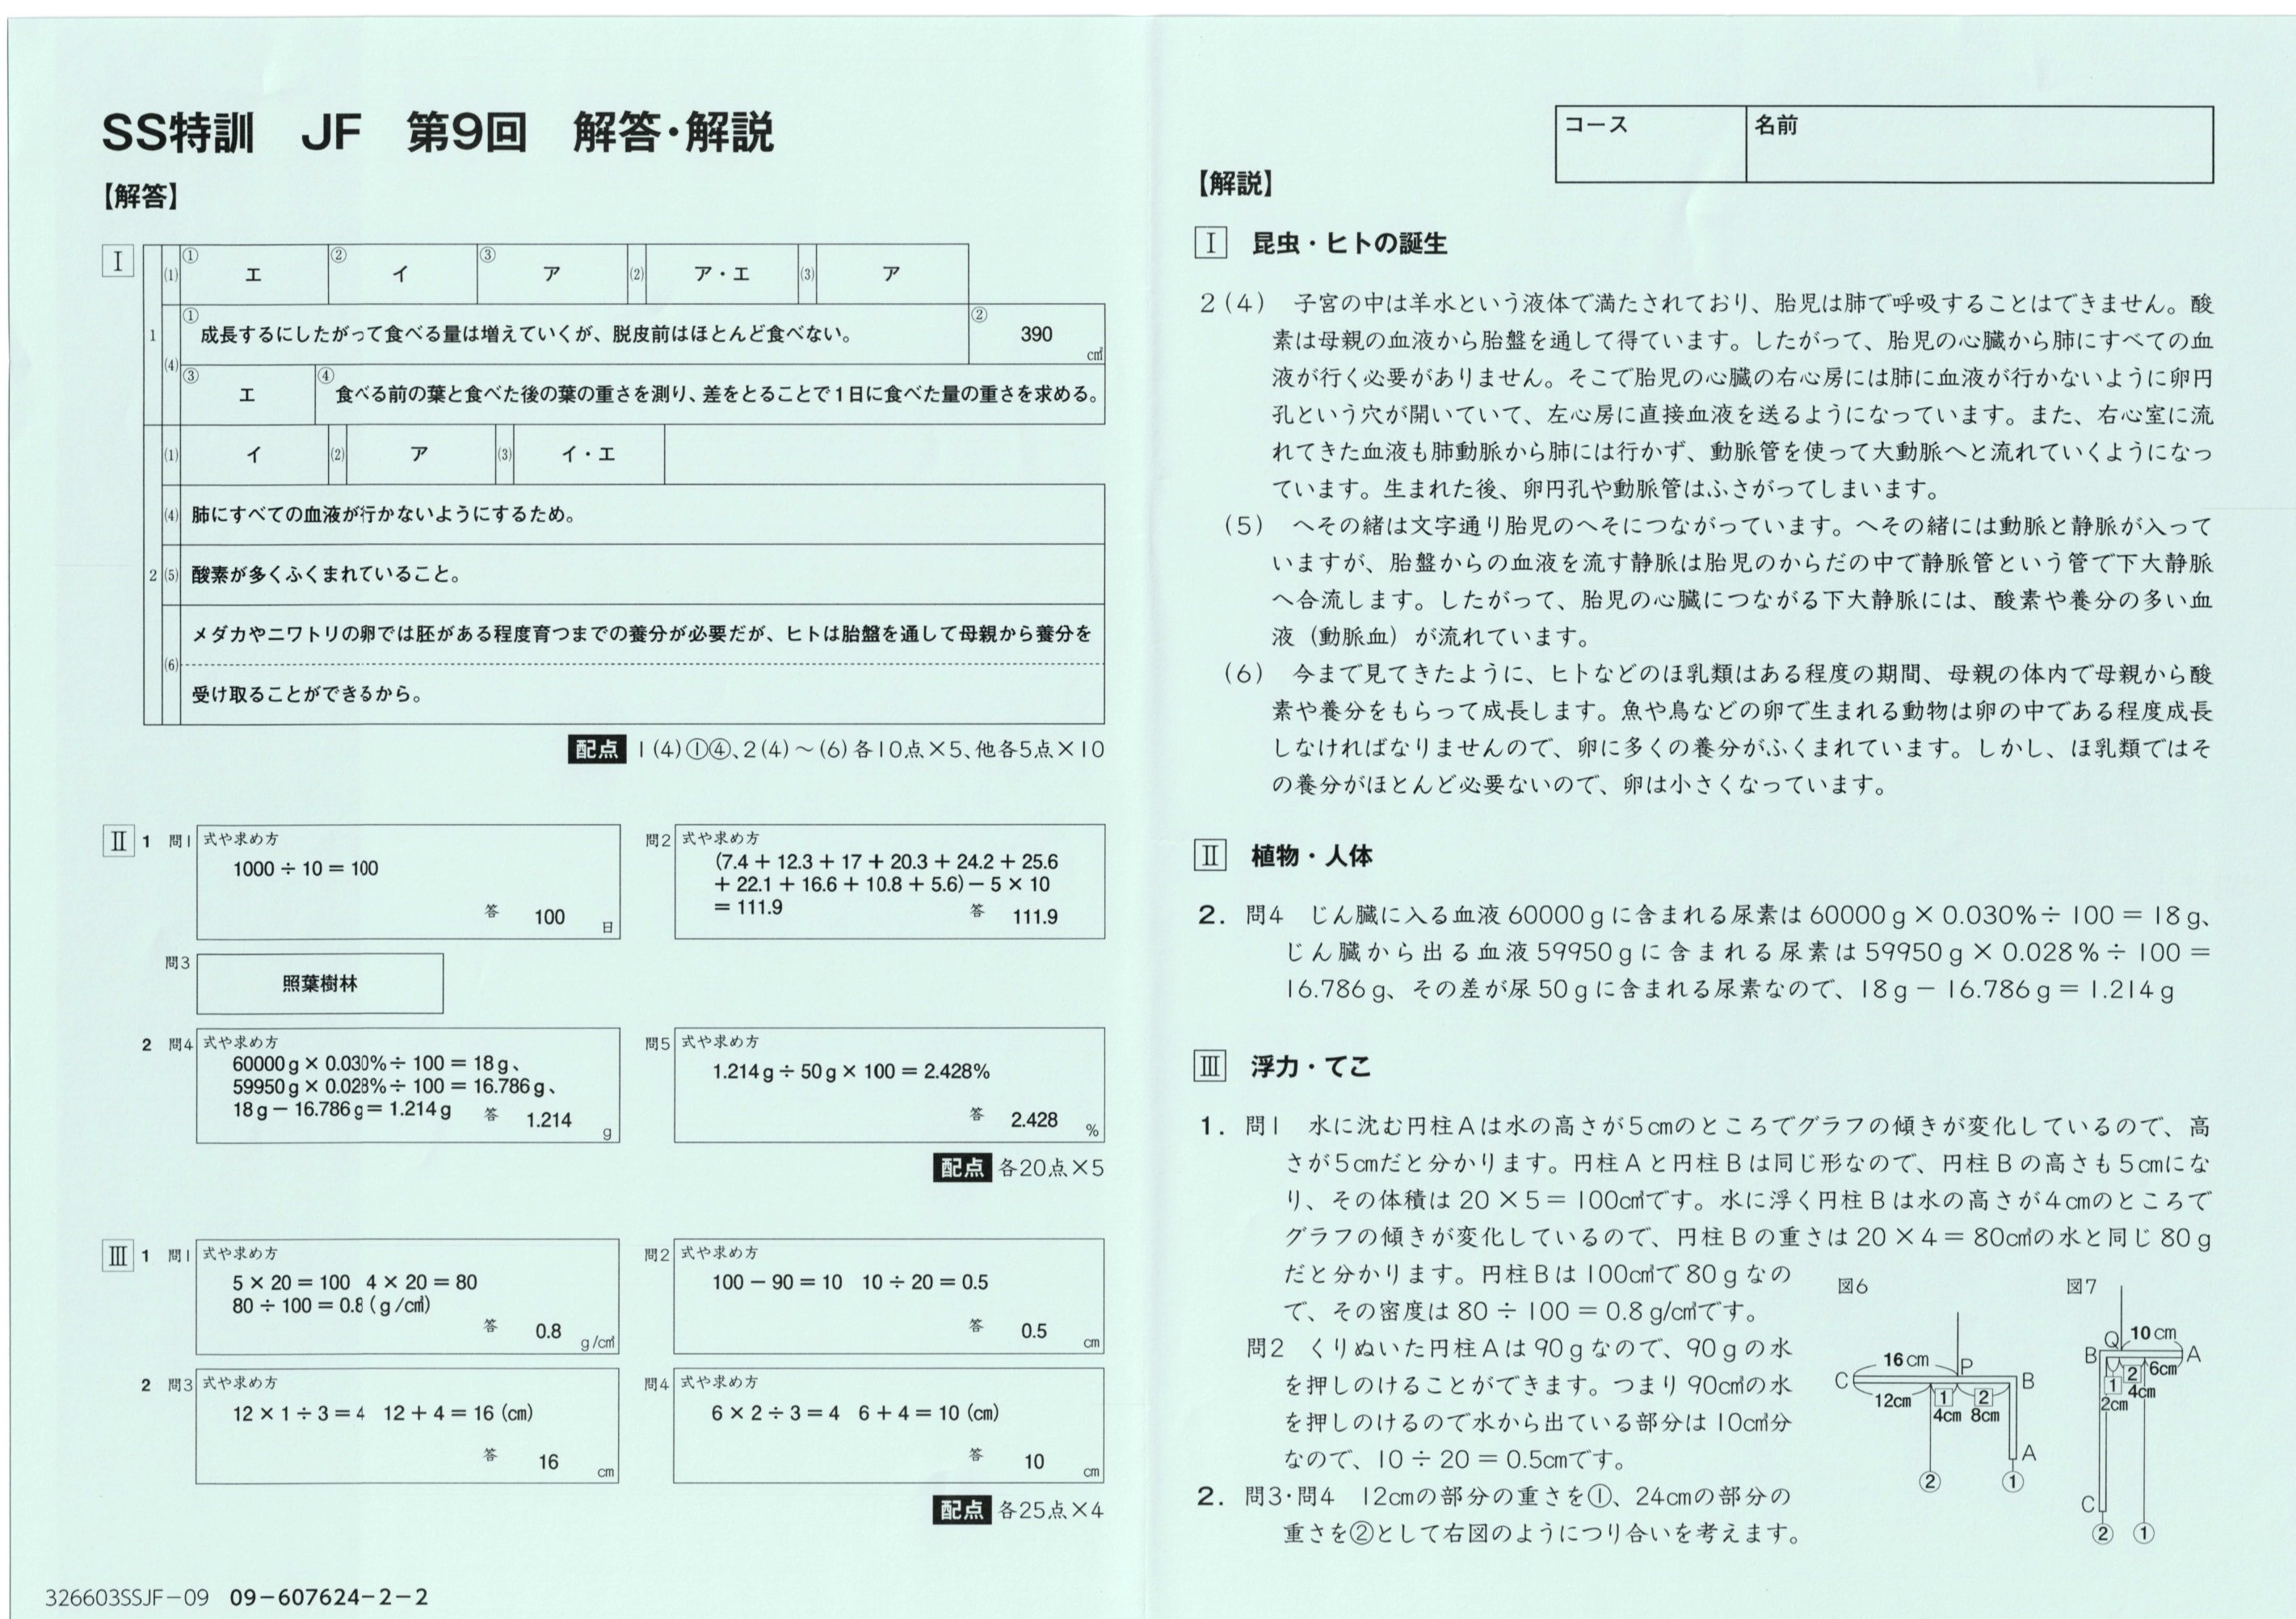 SS特訓 JF 第9回 解答・解説
【解答】
Ⅰ
1
(1) ① エ ② イ ③ ア (2) ア・エ (3) ア
(4) ① 成長するにしたがって食べる量は増えていくが、脱皮前はほとんど食べない。 ② 390 ㎠
③ エ ④ 食べる前の葉と食べた後の葉の重さを測り、差をとることで1日に食べた量の重さを求める。
2
(1) イ (2) ア (3) イ・エ
(4) 肺にすべての血液が行かないようにするため。
(5) 酸素が多くふくまれていること。
(6) メダカやニワトリの卵では胚がある程度育つまでの養分が必要だが、ヒトは胎盤を通して母親から養分を
受け取ることができるから。
配点 1(4)①④、2(4)～(6)各10点×5、他各5点×10
Ⅱ 1 問1 式や求め方
1000÷10＝100
答 100 日
問2 式や求め方
(7.4＋12.3＋17＋20.3＋24.2＋25.6
＋22.1＋16.6＋10.8＋5.6)－5×10
＝111.9
答 111.9
問3 照葉樹林
2 問4 式や求め方
60000g×0.030%÷100＝18g、
59950g×0.028%÷100＝16.786g、
18g－16.786g＝1.214g
答 1.214 g
問5 式や求め方
1.214g÷50g×100＝2.428%
答 2.428 %
配点 各20点×5
Ⅲ 1 問1 式や求め方
5×20＝100 4×20＝80
80÷100＝0.8(g/㎤)
答 0.8 g/㎤
問2 式や求め方
100－90＝10 10÷20＝0.5
答 0.5 cm
2 問3 式や求め方
12×1÷3＝4 12＋4＝16(cm)
答 16 cm
問4 式や求め方
6×2÷3＝4 6＋4＝10(cm)
答 10 cm
配点 各25点×4
326603SSJF－09 09－607624－2－2
コース 名前
【解説】
Ⅰ 昆虫・ヒトの誕生
2(4) 子宮の中は羊水という液体で満たされており、胎児は肺で呼吸することはできません。酸
素は母親の血液から胎盤を通して得ています。したがって、胎児の心臓から肺にすべての血
液が行く必要がありません。そこで胎児の心臓の右心房には肺に血液が行かないように卵円
孔という穴が開いていて、左心房に直接血液を送るようになっています。また、右心室に流
れてきた血液も肺動脈から肺には行かず、動脈管を使って大動脈へと流れていくようになっ
ています。生まれた後、卵円孔や動脈管はふさがってしまいます。
(5) へその緒は文字通り胎児のへそにつながっています。へその緒には動脈と静脈が入って
いますが、胎盤からの血液を流す静脈は胎児のからだの中で静脈管という管で下大静脈
へ合流します。したがって、胎児の心臓につながる下大静脈には、酸素や養分の多い血
液（動脈血）が流れています。
(6) 今まで見てきたように、ヒトなどのほ乳類はある程度の期間、母親の体内で母親から酸
素や養分をもらって成長します。魚や鳥などの卵で生まれる動物は卵の中である程度成長
しなければなりませんので、卵に多くの養分がふくまれています。しかし、ほ乳類ではそ
の養分がほとんど必要ないので、卵は小さくなっています。
Ⅱ 植物・人体
2. 問4 じん臓に入る血液60000gに含まれる尿素は60000g×0.030%÷100＝18g、
じん臓から出る血液59950gに含まれる尿素は59950g×0.028%÷100＝
16.786g、その差が尿50gに含まれる尿素なので、18g－16.786g＝1.214g
Ⅲ 浮力・てこ
1. 問1 水に沈む円柱Aは水の高さが5cmのところでグラフの傾きが変化しているので、高
さが5cmだと分かります。円柱Aと円柱Bは同じ形なので、円柱Bの高さも5cmにな
り、その体積は20×5＝100㎤です。水に浮く円柱Bは水の高さが4cmのところで
グラフの傾きが変化しているので、円柱Bの重さは20×4＝80㎤の水と同じ80g
だと分かります。円柱Bは100㎤で80gなの
で、その密度は80÷100＝0.8g/㎤です。
問2 くりぬいた円柱Aは90gなので、90gの水
を押しのけることができます。つまり90㎤の水
を押しのけるので水から出ている部分は10㎤分
なので、10÷20＝0.5cmです。
2. 問3・問4 12cmの部分の重さを①、24cmの部分の
重さを②として右図のようにつり合いを考えます。
図6
16cm P
C B
12cm 1 2
4cm 8cm
A
② ①
図7
Q 10cm
B A
1 2 6cm
4cm
2cm
C
② ①